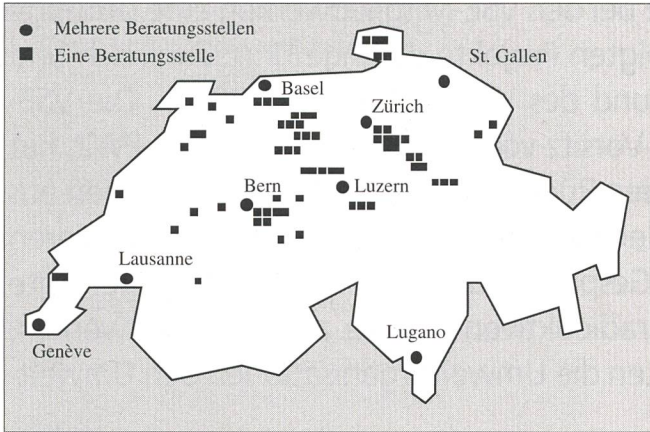 Mehrere Beratungsstellen
Eine Beratungsstelle
St. Gallen
Basel
Zürich
Bern
Luzern
Lausanne
Genève
Lugano